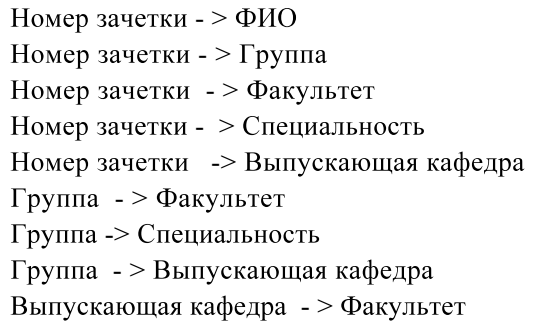 Номер зачетки - > ФИО
Номер зачетки - > Группа
Номер зачетки  - > Факультет
Номер зачетки -  > Специальность
Номер зачетки   -> Выпускающая кафедра
Группа  - > Факультет
Группа -> Специальность
Группа  - > Выпускающая кафедра
Выпускающая кафедра  - > Факультет